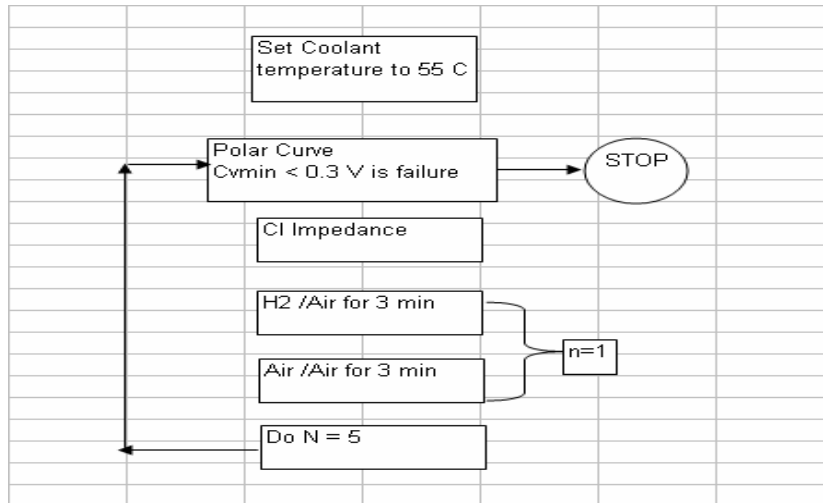 Set Coolant
temperature to 55 C
Polar Curve
Cvmin < 0.3 V is failure
STOP
CI Impedance
H2 /Air for 3 min
n=1
Air /Air for 3 min
Do N = 5